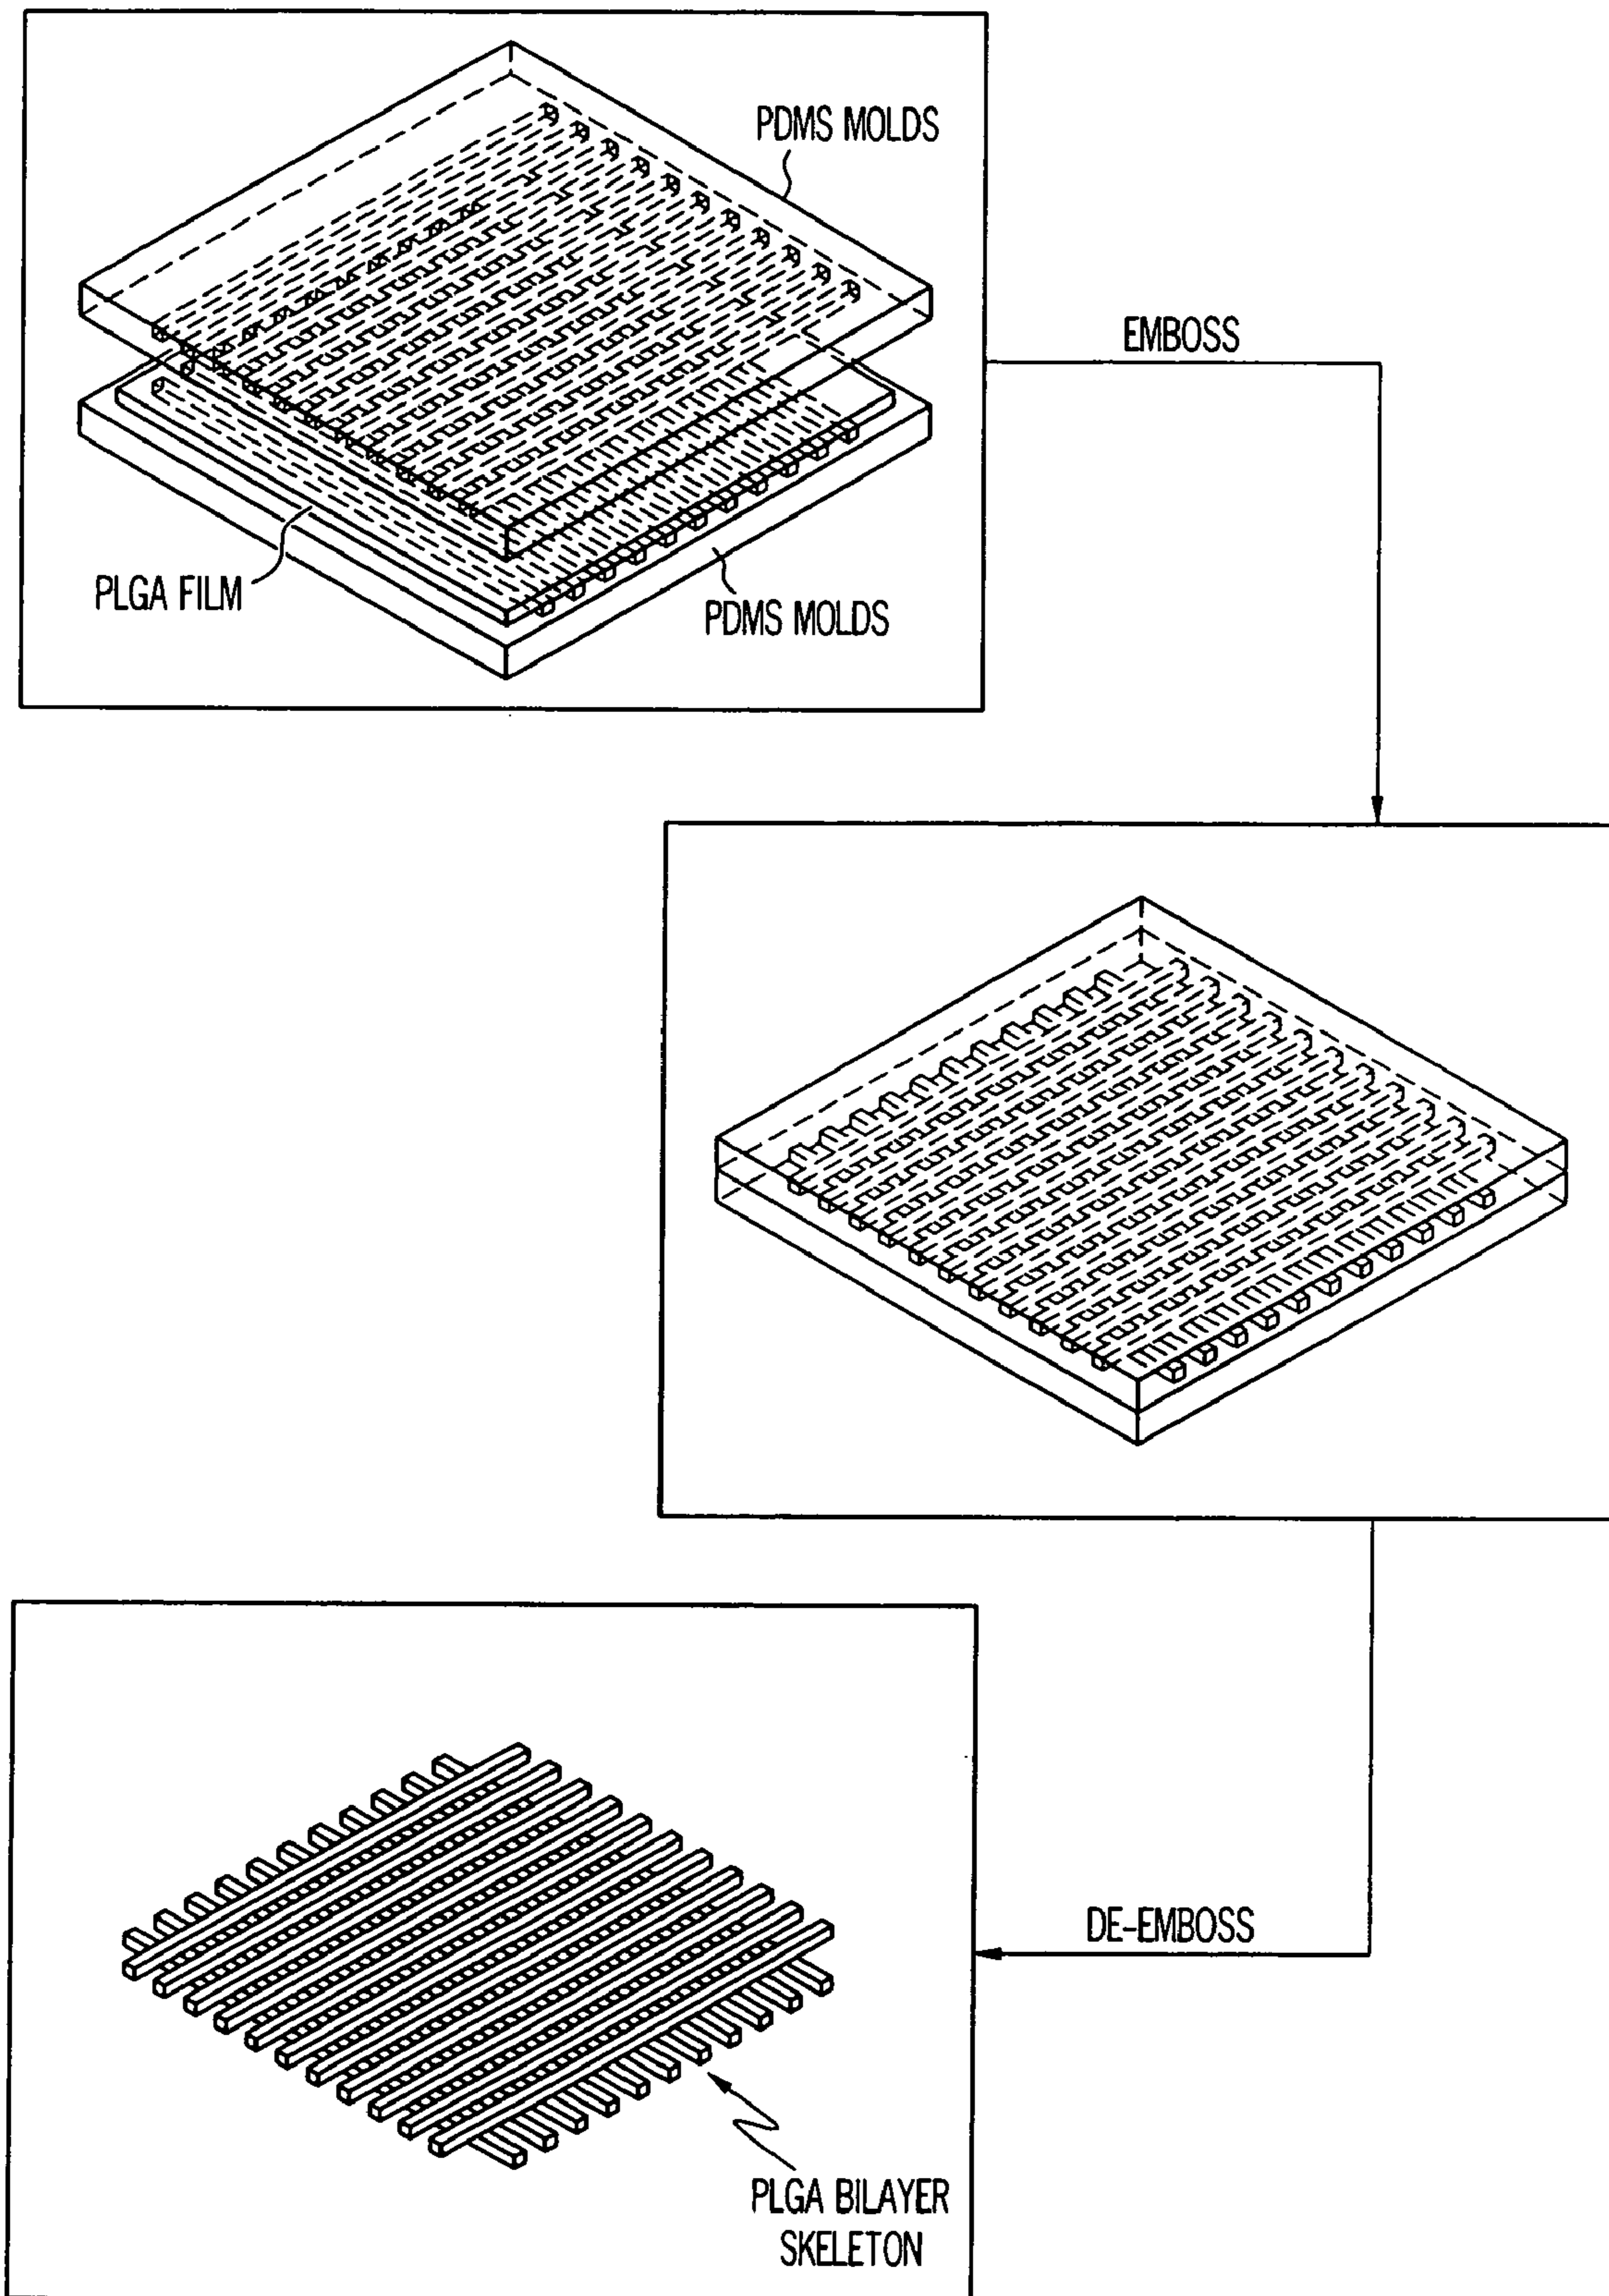 PDMS MOLDS
EMBOSS
PLGA FILM
PDMS MOLDS
DE-EMBOSS
PLGA BILAYER
SKELETON